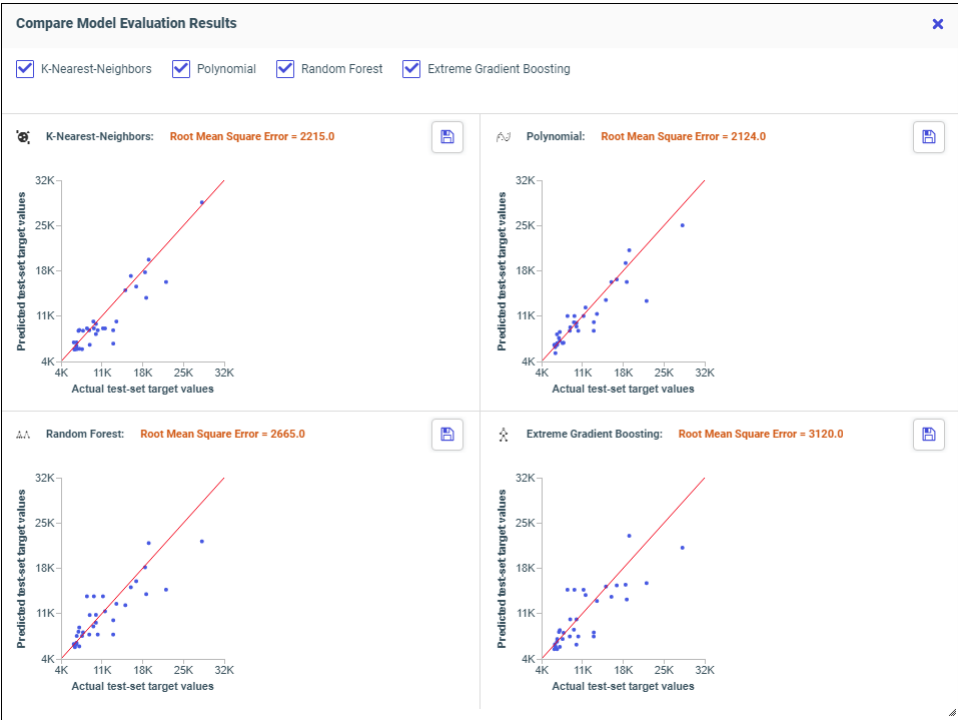 Compare Model Evaluation Results
K-Nearest-Neighbors Polynomial Random Forest Extreme Gradient Boosting
K-Nearest-Neighbors: Root Mean Square Error = 2215.0
Predicted test-set target values
32K
25K
18K
11K
4K
4K 11K 18K 25K 32K
Actual test-set target values
Polynomial: Root Mean Square Error = 2124.0
Predicted test-set target values
32K
25K
18K
11K
4K
4K 11K 18K 25K 32K
Actual test-set target values
Random Forest: Root Mean Square Error = 2665.0
Predicted test-set target values
32K
25K
18K
11K
4K
4K 11K 18K 25K 32K
Actual test-set target values
Extreme Gradient Boosting: Root Mean Square Error = 3120.0
Predicted test-set target values
32K
25K
18K
11K
4K
4K 11K 18K 25K 32K
Actual test-set target values